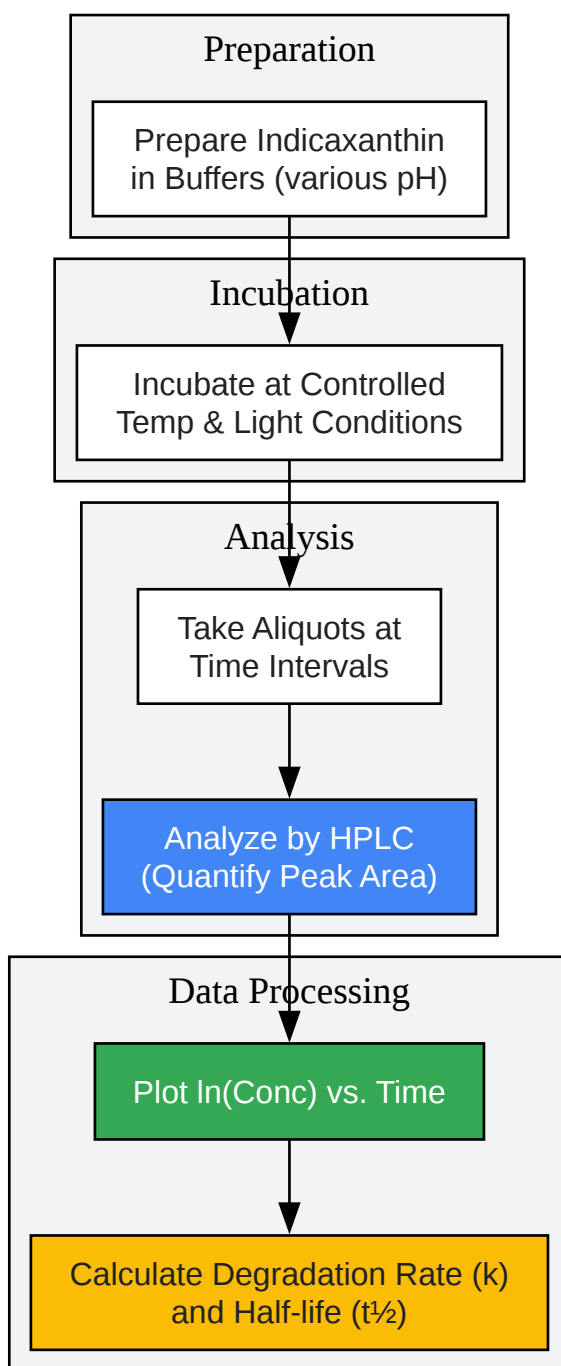 Preparation
Prepare Indicaxanthin
in Buffers (various pH)
Incubation
Incubate at Controlled
Temp & Light Conditions
Analysis
Take Aliquots at
Time Intervals
Analyze by HPLC
(Quantify Peak Area)
Data Processing
Plot ln(Conc) vs. Time
Calculate Degradation Rate (k)
and Half-life (t½)